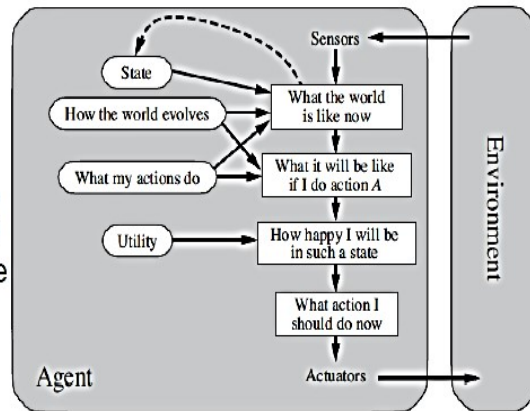 Sensors
State
What the world
is like now
How the world evolves
What it will be like
if I do action A
What my actions do
Utility
How happy I will be
in such a state
What action I
should do now
Agent
Actuators
Environment
e